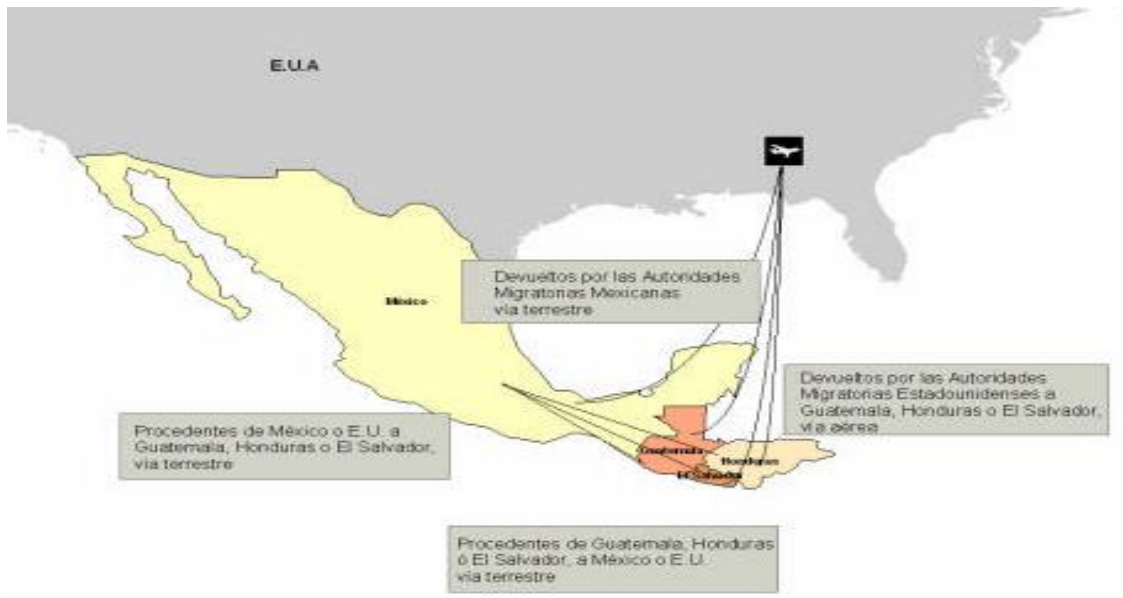 E.U.A
Devueltos por las Autoridades
Migratorias Mexicanas
vía terrestre
México
Devueltos por las Autoridades
Migratorias Estadounidenses a
Guatemala, Honduras o El Salvador,
vía aérea
Procedentes de México o E.U. a
Guatemala, Honduras o El Salvador,
vía terrestre
Guatemala
Honduras
El Salvador
Procedentes de Guatemala, Honduras
ó El Salvador, a México o E.U.
vía terrestre